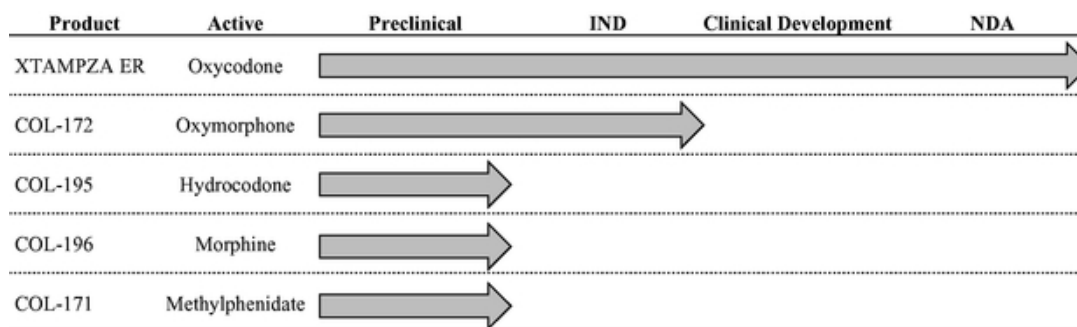 Product Active Preclinical IND Clinical Development NDA
XTAMPZA ER Oxycodone
COL-172 Oxymorphone
COL-195 Hydrocodone
COL-196 Morphine
COL-171 Methylphenidate